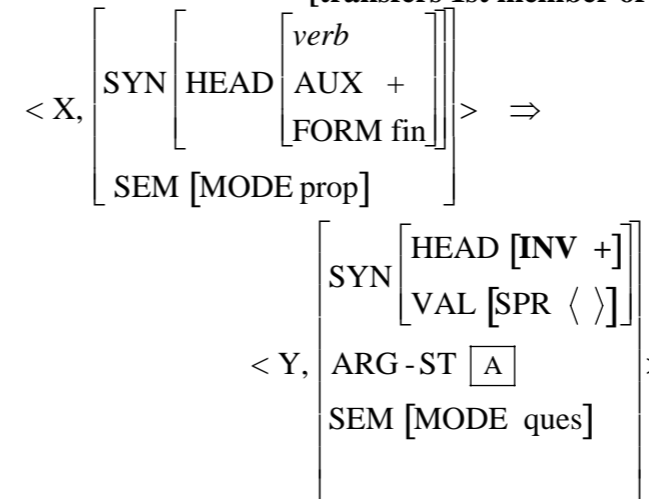 [transfers 1st member of
< X, [SYN [HEAD [verb
AUX +
FORM fin]]
SEM [MODE prop]] > ⇒
< Y, [SYN [HEAD [INV +]
VAL [SPR ⟨ ⟩]]
ARG-ST [A]
SEM [MODE ques]